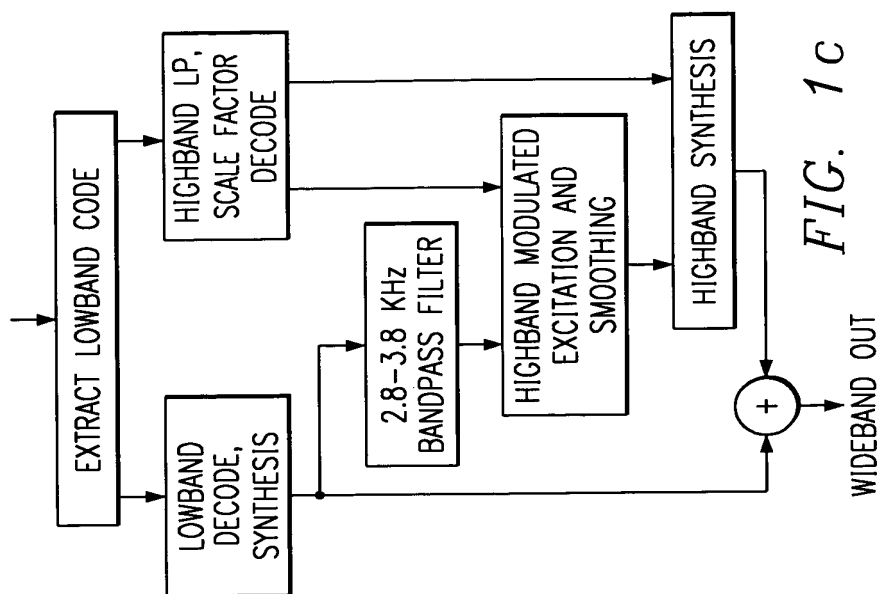 EXTRACT LOWBAND CODE
LOWBAND
DECODE,
SYNTHESIS
HIGHBAND LP,
SCALE FACTOR
DECODE
2.8–3.8 KHz
BANDPASS FILTER
HIGHBAND MODULATED
EXCITATION AND
SMOOTHING
HIGHBAND SYNTHESIS
+
WIDEBAND OUT
FIG. 1c